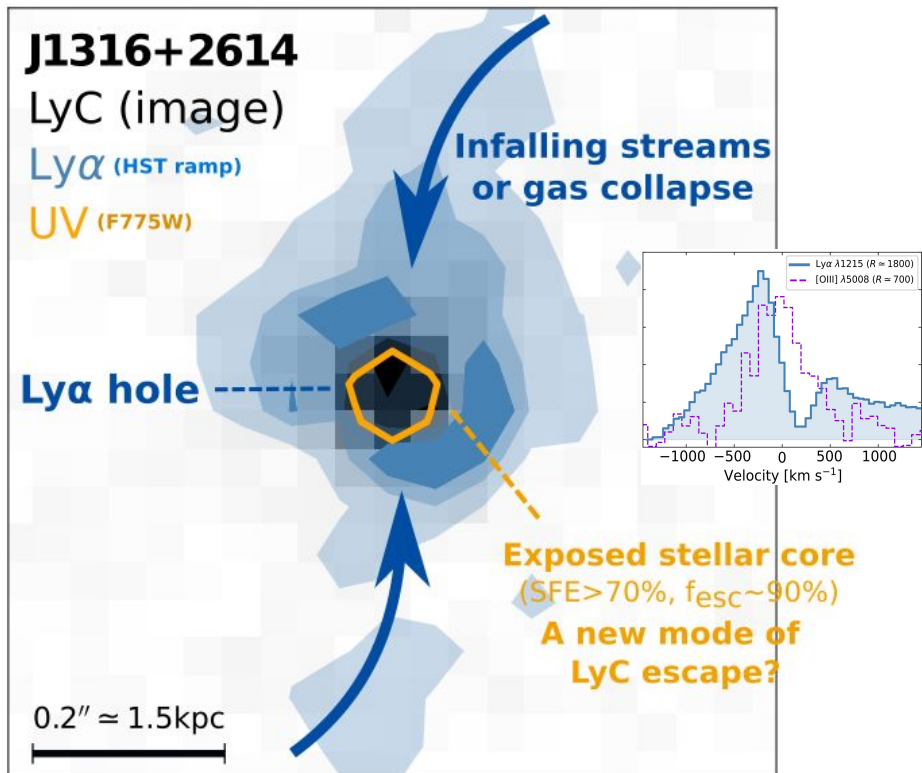 J1316+2614
LyC (image)
Lyα (HST ramp)
UV (F775W)
Infalling streams
or gas collapse
Lyα λ1215 (R≃1800)
[OIII] λ5008 (R≃700)
−1000 −500 0 500 1000
Velocity [km s⁻¹]
Lyα hole
Exposed stellar core
(SFE>70%, fesc~90%)
A new mode of
LyC escape?
0.2″ ≃ 1.5kpc